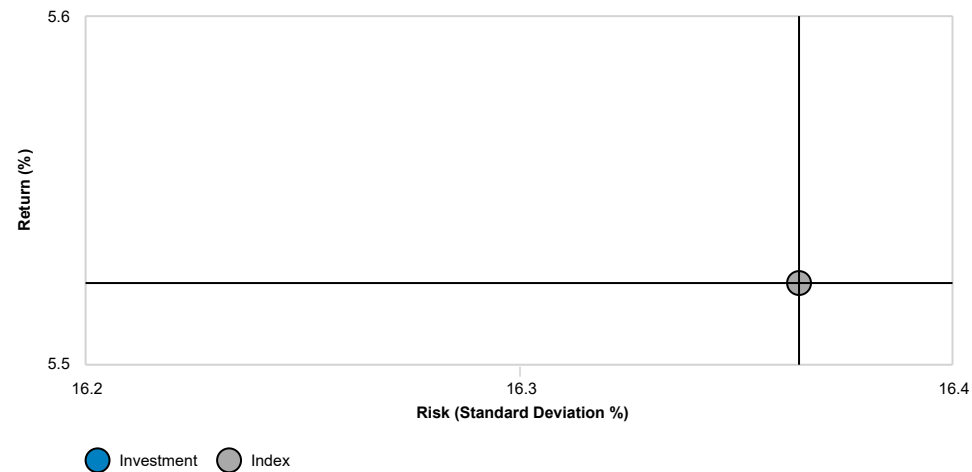 5.6
Return (%)
5.5
16.2 16.3 16.4
Risk (Standard Deviation %)
Investment Index